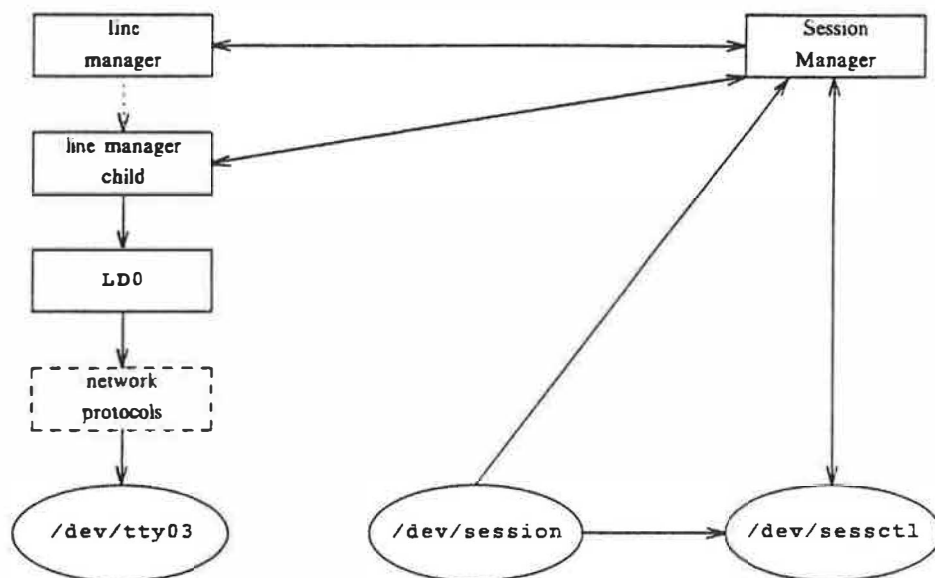 line
manager
Session
Manager
line manager
child
LD0
network
protocols
/dev/tty03
/dev/session
/dev/sessctl